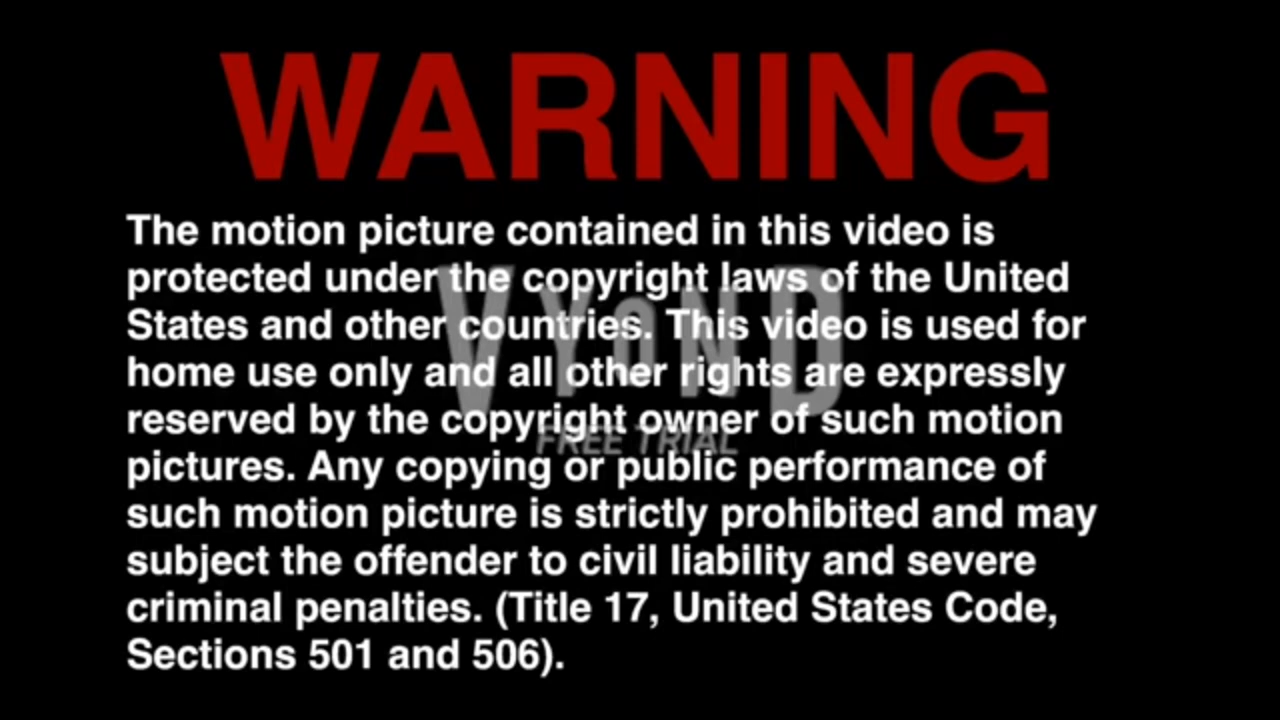 WARNING
The motion picture contained in this video is
protected under the copyright laws of the United
States and other countries. This video is used for
home use only and all other rights are expressly
reserved by the copyright owner of such motion
pictures. Any copying or public performance of
such motion picture is strictly prohibited and may
subject the offender to civil liability and severe
criminal penalties. (Title 17, United States Code,
Sections 501 and 506).
VYOND
FREE TRIAL